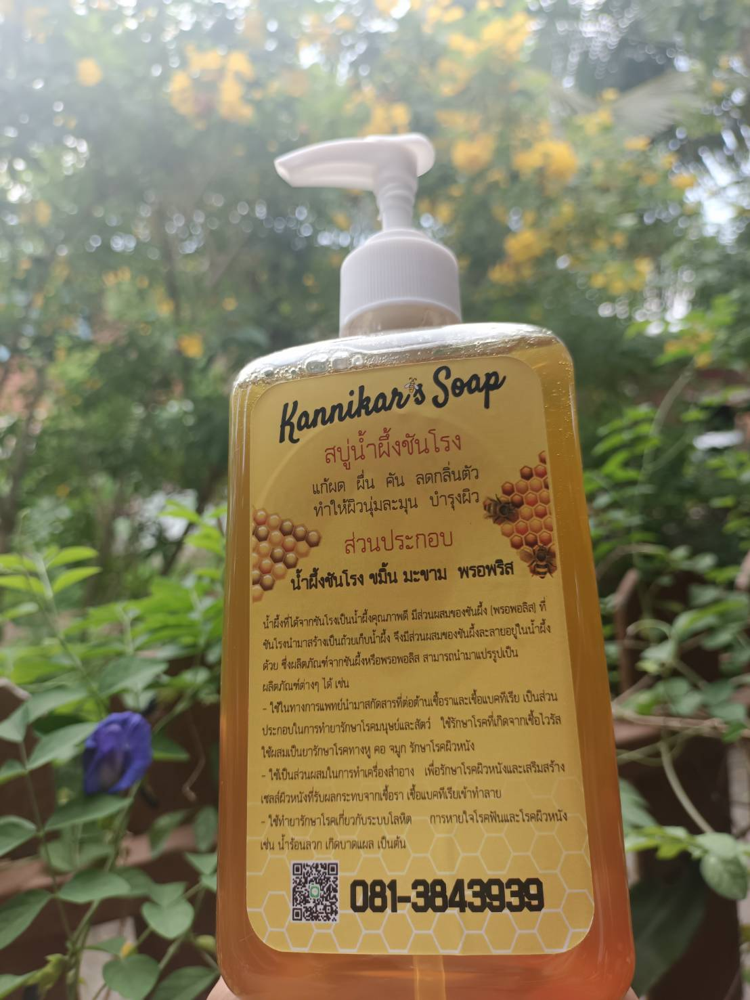 Kannikar's Soap
สบู่น้ำผึ้งชันโรง
แก้ผด ผื่น คัน ลดกลิ่นตัว
ทำให้ผิวนุ่มละมุน บำรุงผิว
ส่วนประกอบ
น้ำผึ้งชันโรง ขมิ้น มะขาม พรอพริส
น้ำผึ้งที่ได้จากชันโรงเป็นน้ำผึ้งคุณภาพดี มีส่วนผสมของชันผึ้ง (พรอพอลิส) ที่
ชันโรงนำมาสร้างเป็นถ้วยเก็บน้ำผึ้ง จึงมีส่วนผสมของชันผึ้งละลายอยู่ในน้ำผึ้ง
ด้วย ซึ่งผลิตภัณฑ์จากชันผึ้งหรือพรอพอลิส สามารถนำมาแปรรูปเป็น
ผลิตภัณฑ์ต่างๆ ได้ เช่น
- ใช้ในทางการแพทย์นำมาสกัดสารที่ต่อต้านเชื้อราและเชื้อแบคทีเรีย เป็นส่วน
ประกอบในการทำยารักษาโรคมนุษย์และสัตว์ ใช้รักษาโรคที่เกิดจากเชื้อไวรัส
ใช้ผสมเป็นยารักษาโรคทางหู คอ จมูก รักษาโรคผิวหนัง
- ใช้เป็นส่วนผสมในการทำเครื่องสำอาง เพื่อรักษาโรคผิวหนังและเสริมสร้าง
เซลล์ผิวหนังที่รับผลกระทบจากเชื้อรา เชื้อแบคทีเรียเข้าทำลาย
- ใช้ทำยารักษาโรคเกี่ยวกับระบบโลหิต การหายใจโรคฟันและโรคผิวหนัง
เช่น น้ำร้อนลวก เกิดบาดแผล เป็นต้น
081-3843939